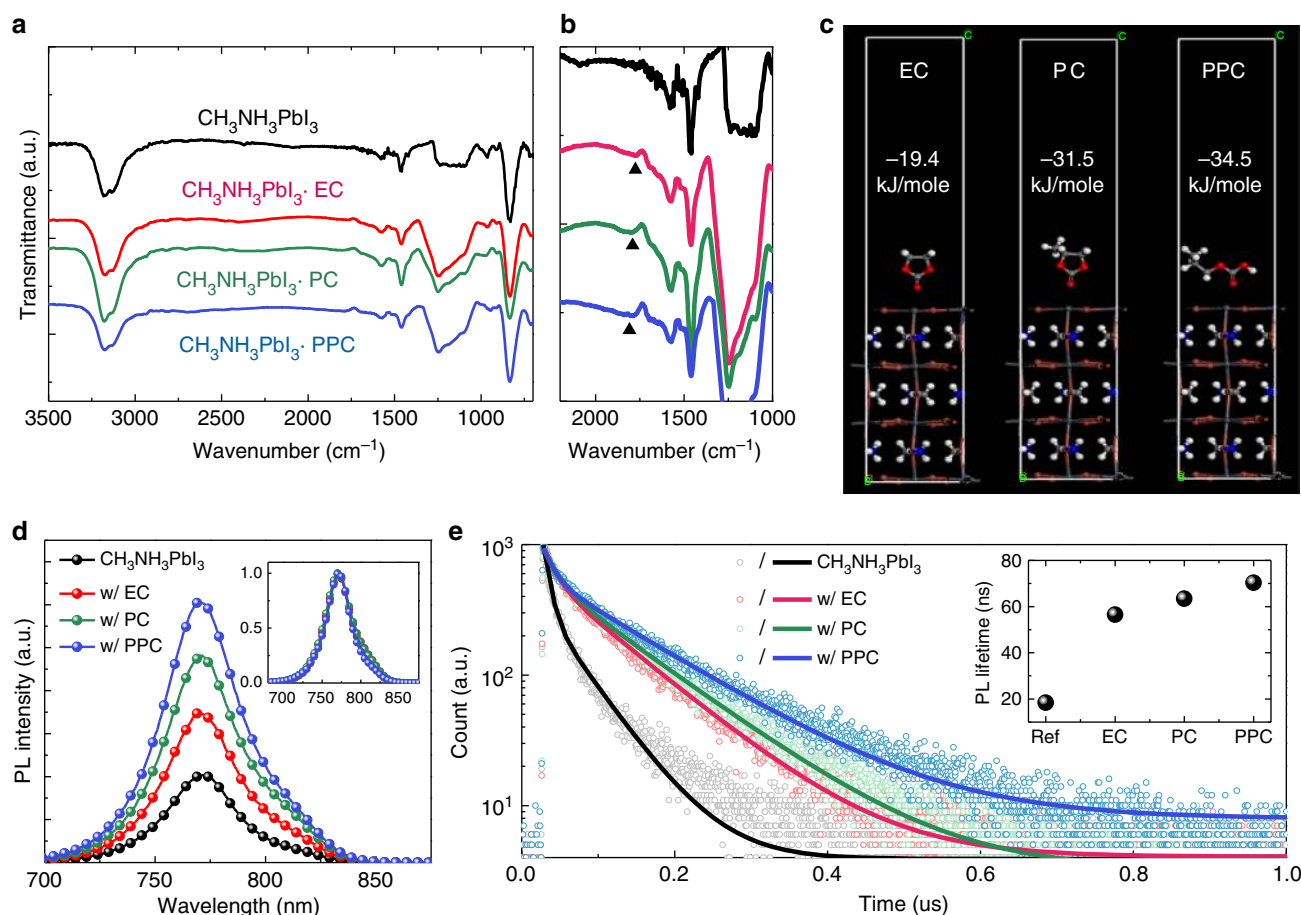 a
Transmittance (a.u.)
CH₃NH₃PbI₃
CH₃NH₃PbI₃· EC
CH₃NH₃PbI₃· PC
CH₃NH₃PbI₃· PPC
3500 3000 2500 2000 1500 1000
Wavenumber (cm⁻¹)
b
2000 1500 1000
Wavenumber (cm⁻¹)
c
C C C
EC PC PPC
–19.4 –31.5 –34.5
kJ/mole kJ/mole kJ/mole
d
PL intensity (a.u.)
CH₃NH₃PbI₃
w/ EC
w/ PC
w/ PPC
1.0
0.75
0.5
0.25
0.0
700 750 800 850
700 750 800 850
Wavelength (nm)
e
Count (a.u.)
10³
10²
10¹
/ CH₃NH₃PbI₃
/ w/ EC
/ w/ PC
/ w/ PPC
PL lifetime (ns)
80
60
40
20
Ref EC PC PPC
0.0 0.2 0.4 0.6 0.8 1.0
Time (us)